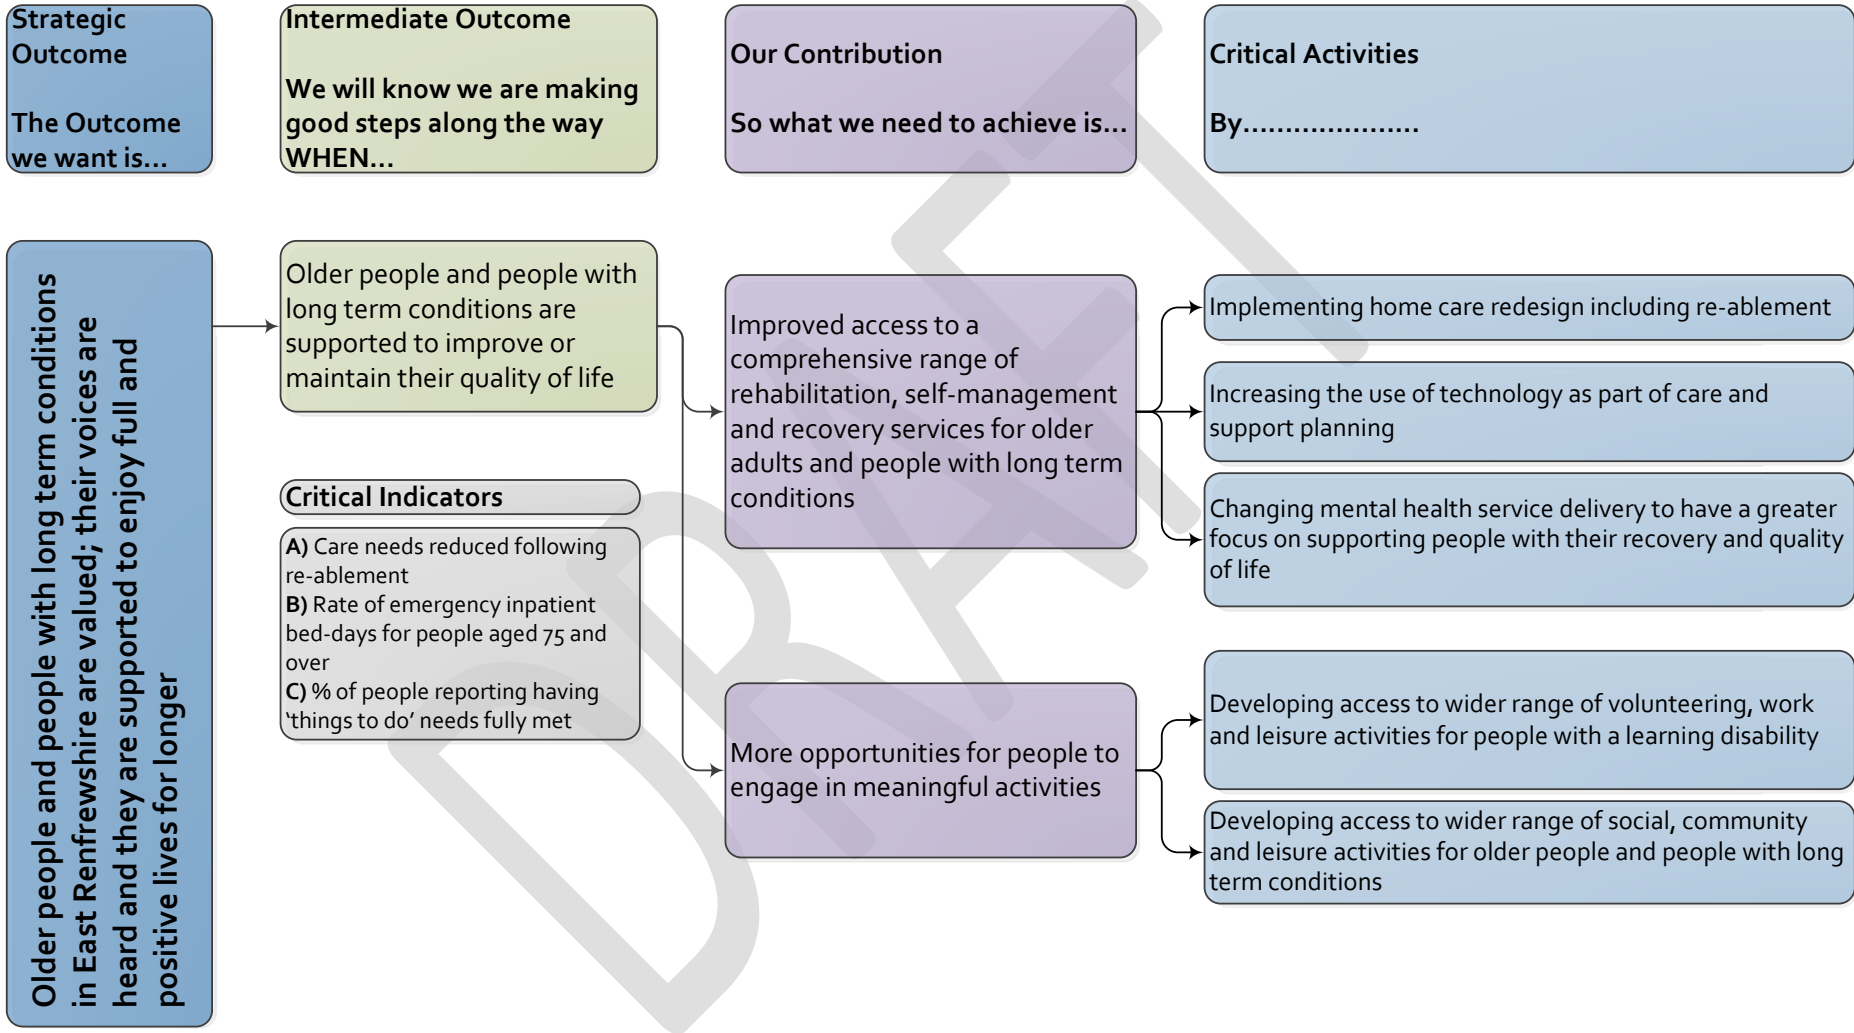 Strategic
Outcome
The Outcome
we want is...
Intermediate Outcome
We will know we are making
good steps along the way
WHEN...
Our Contribution
So what we need to achieve is...
Critical Activities
By.....................
Older people and people with long term conditions
in East Renfrewshire are valued; their voices are
heard and they are supported to enjoy full and
positive lives for longer
Older people and people with
long term conditions are
supported to improve or
maintain their quality of life
Critical Indicators
A) Care needs reduced following
re-ablement
B) Rate of emergency inpatient
bed-days for people aged 75 and
over
C) % of people reporting having
‘things to do’ needs fully met
Improved access to a
comprehensive range of
rehabilitation, self-management
and recovery services for older
adults and people with long term
conditions
More opportunities for people to
engage in meaningful activities
Implementing home care redesign including re-ablement
Increasing the use of technology as part of care and
support planning
Changing mental health service delivery to have a greater
focus on supporting people with their recovery and quality
of life
Developing access to wider range of volunteering, work
and leisure activities for people with a learning disability
Developing access to wider range of social, community
and leisure activities for older people and people with long
term conditions
DRAFT